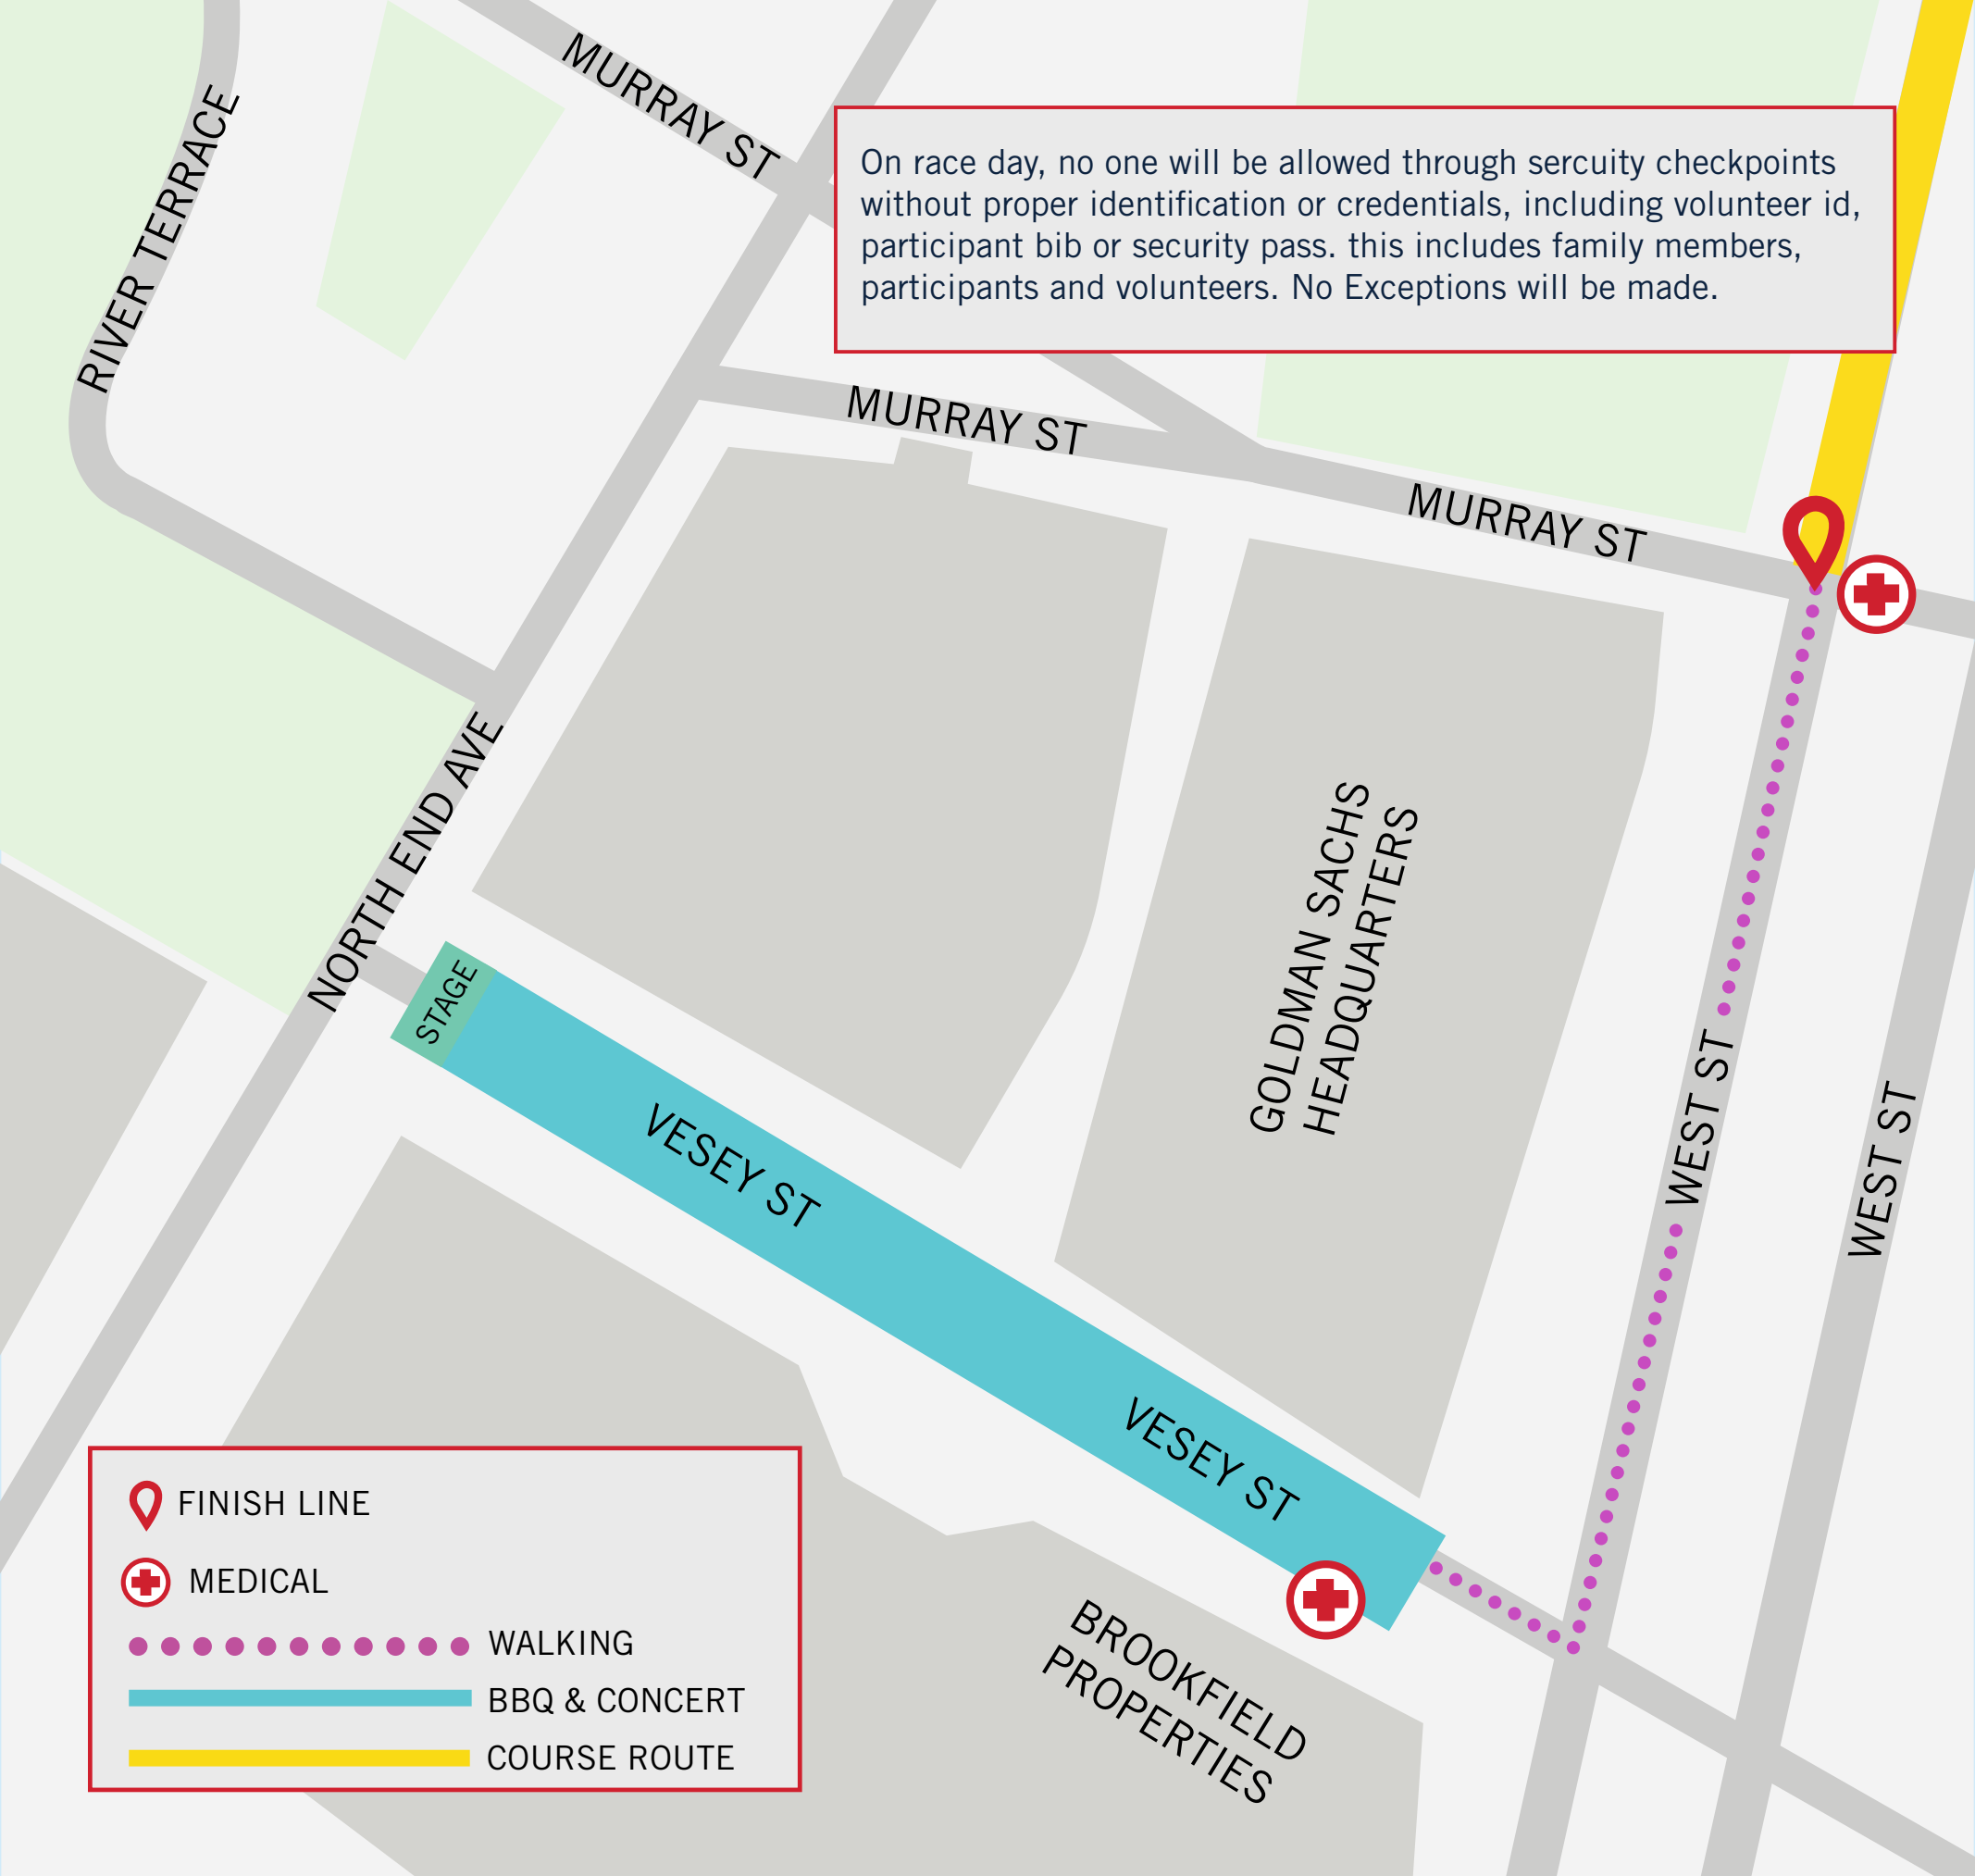 MURRAY ST
RIVER TERRACE
On race day, no one will be allowed through sercuity checkpoints
without proper identification or credentials, including volunteer id,
participant bib or security pass. this includes family members,
participants and volunteers. No Exceptions will be made.
MURRAY ST
MURRAY ST
NORTH END AVE
GOLDMAN SACHS
HEADQUARTERS
STAGE
WEST ST
WEST ST
VESEY ST
VESEY ST
BROOKFIELD
PROPERTIES
FINISH LINE
MEDICAL
WALKING
BBQ & CONCERT
COURSE ROUTE